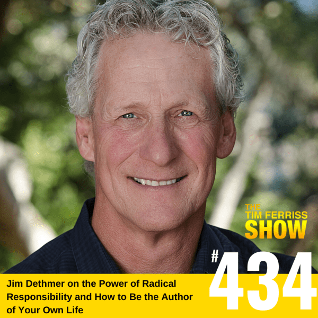 THE
TIM FERRISS
SHOW
#434
Jim Dethmer on the Power of Radical
Responsibility and How to Be the Author
of Your Own Life